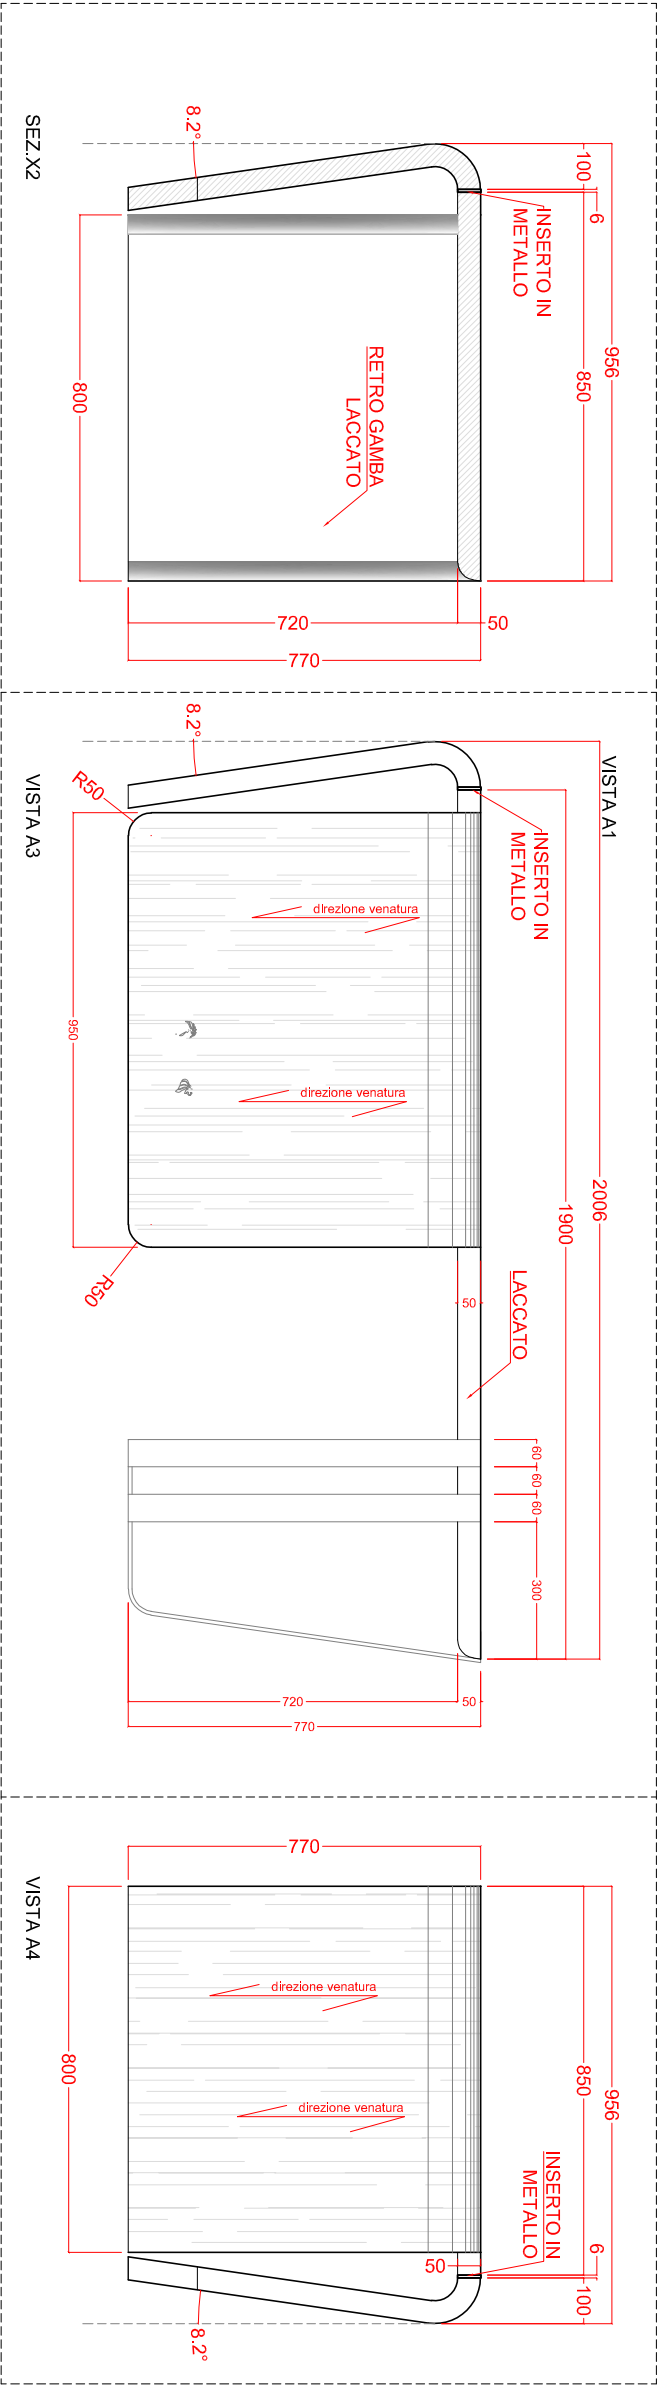 SEZ.X2
8.2°
100
6
INSERTO IN
METALLO
956
850
RETRO GAMBA
LACCATO
800
720
50
770
VISTA A1
8.2°
VISTA A3
R50
INSERTO IN
METALLO
direzione venatura
950
direzione venatura
2006
1900
R50
50
LACCATO
60
60
60
300
720
50
770
770
VISTA A4
direzione venatura
800
850
956
direzione venatura
INSERTO IN
METALLO
50
6
100
8.2°